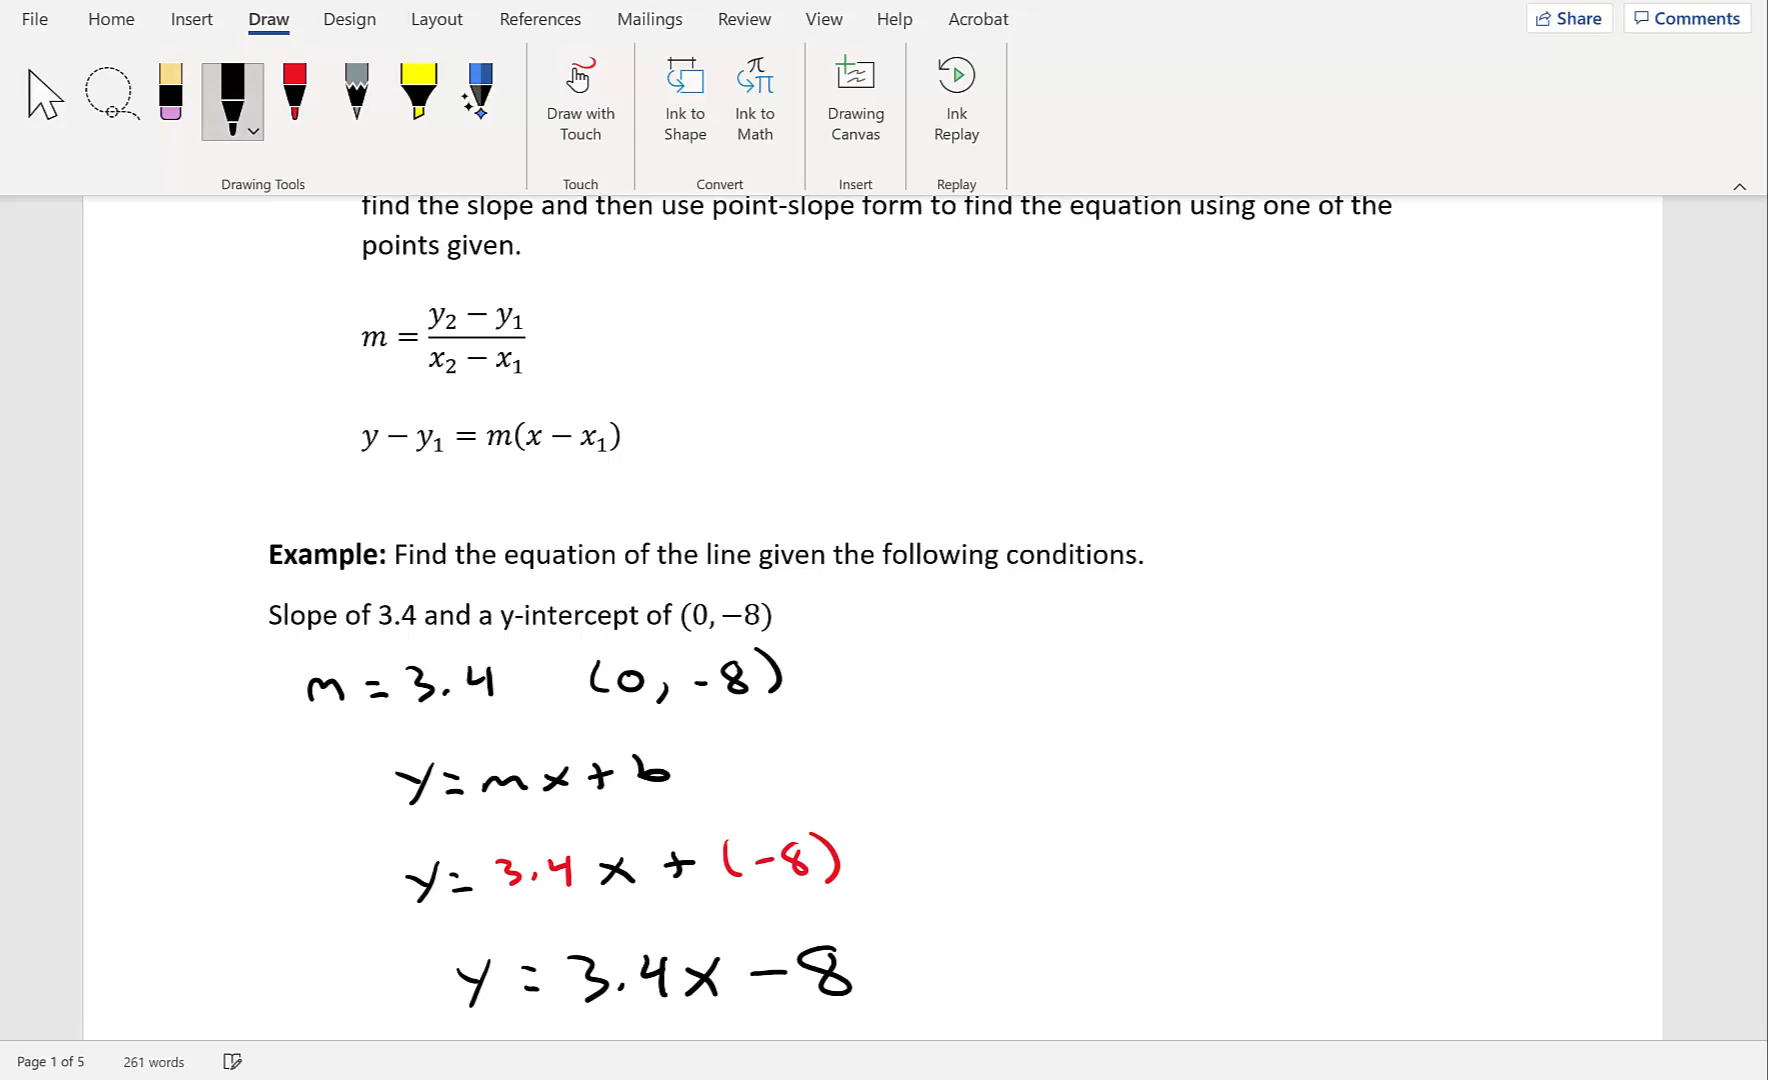 File Home Insert Draw Design Layout References Mailings Review View Help Acrobat Share Comments
Draw with Touch
Ink to Shape
Ink to Math
Drawing Canvas
Ink Replay
Drawing Tools Touch Convert Insert Replay
find the slope and then use point-slope form to find the equation using one of the
points given.
m = (y₂ − y₁)/(x₂ − x₁)
y − y₁ = m(x − x₁)
Example: Find the equation of the line given the following conditions.
Slope of 3.4 and a y-intercept of (0, −8)
m = 3.4 (0, -8)
y = mx + b
y = 3.4 x + (-8)
y = 3.4x - 8
Page 1 of 5 261 words